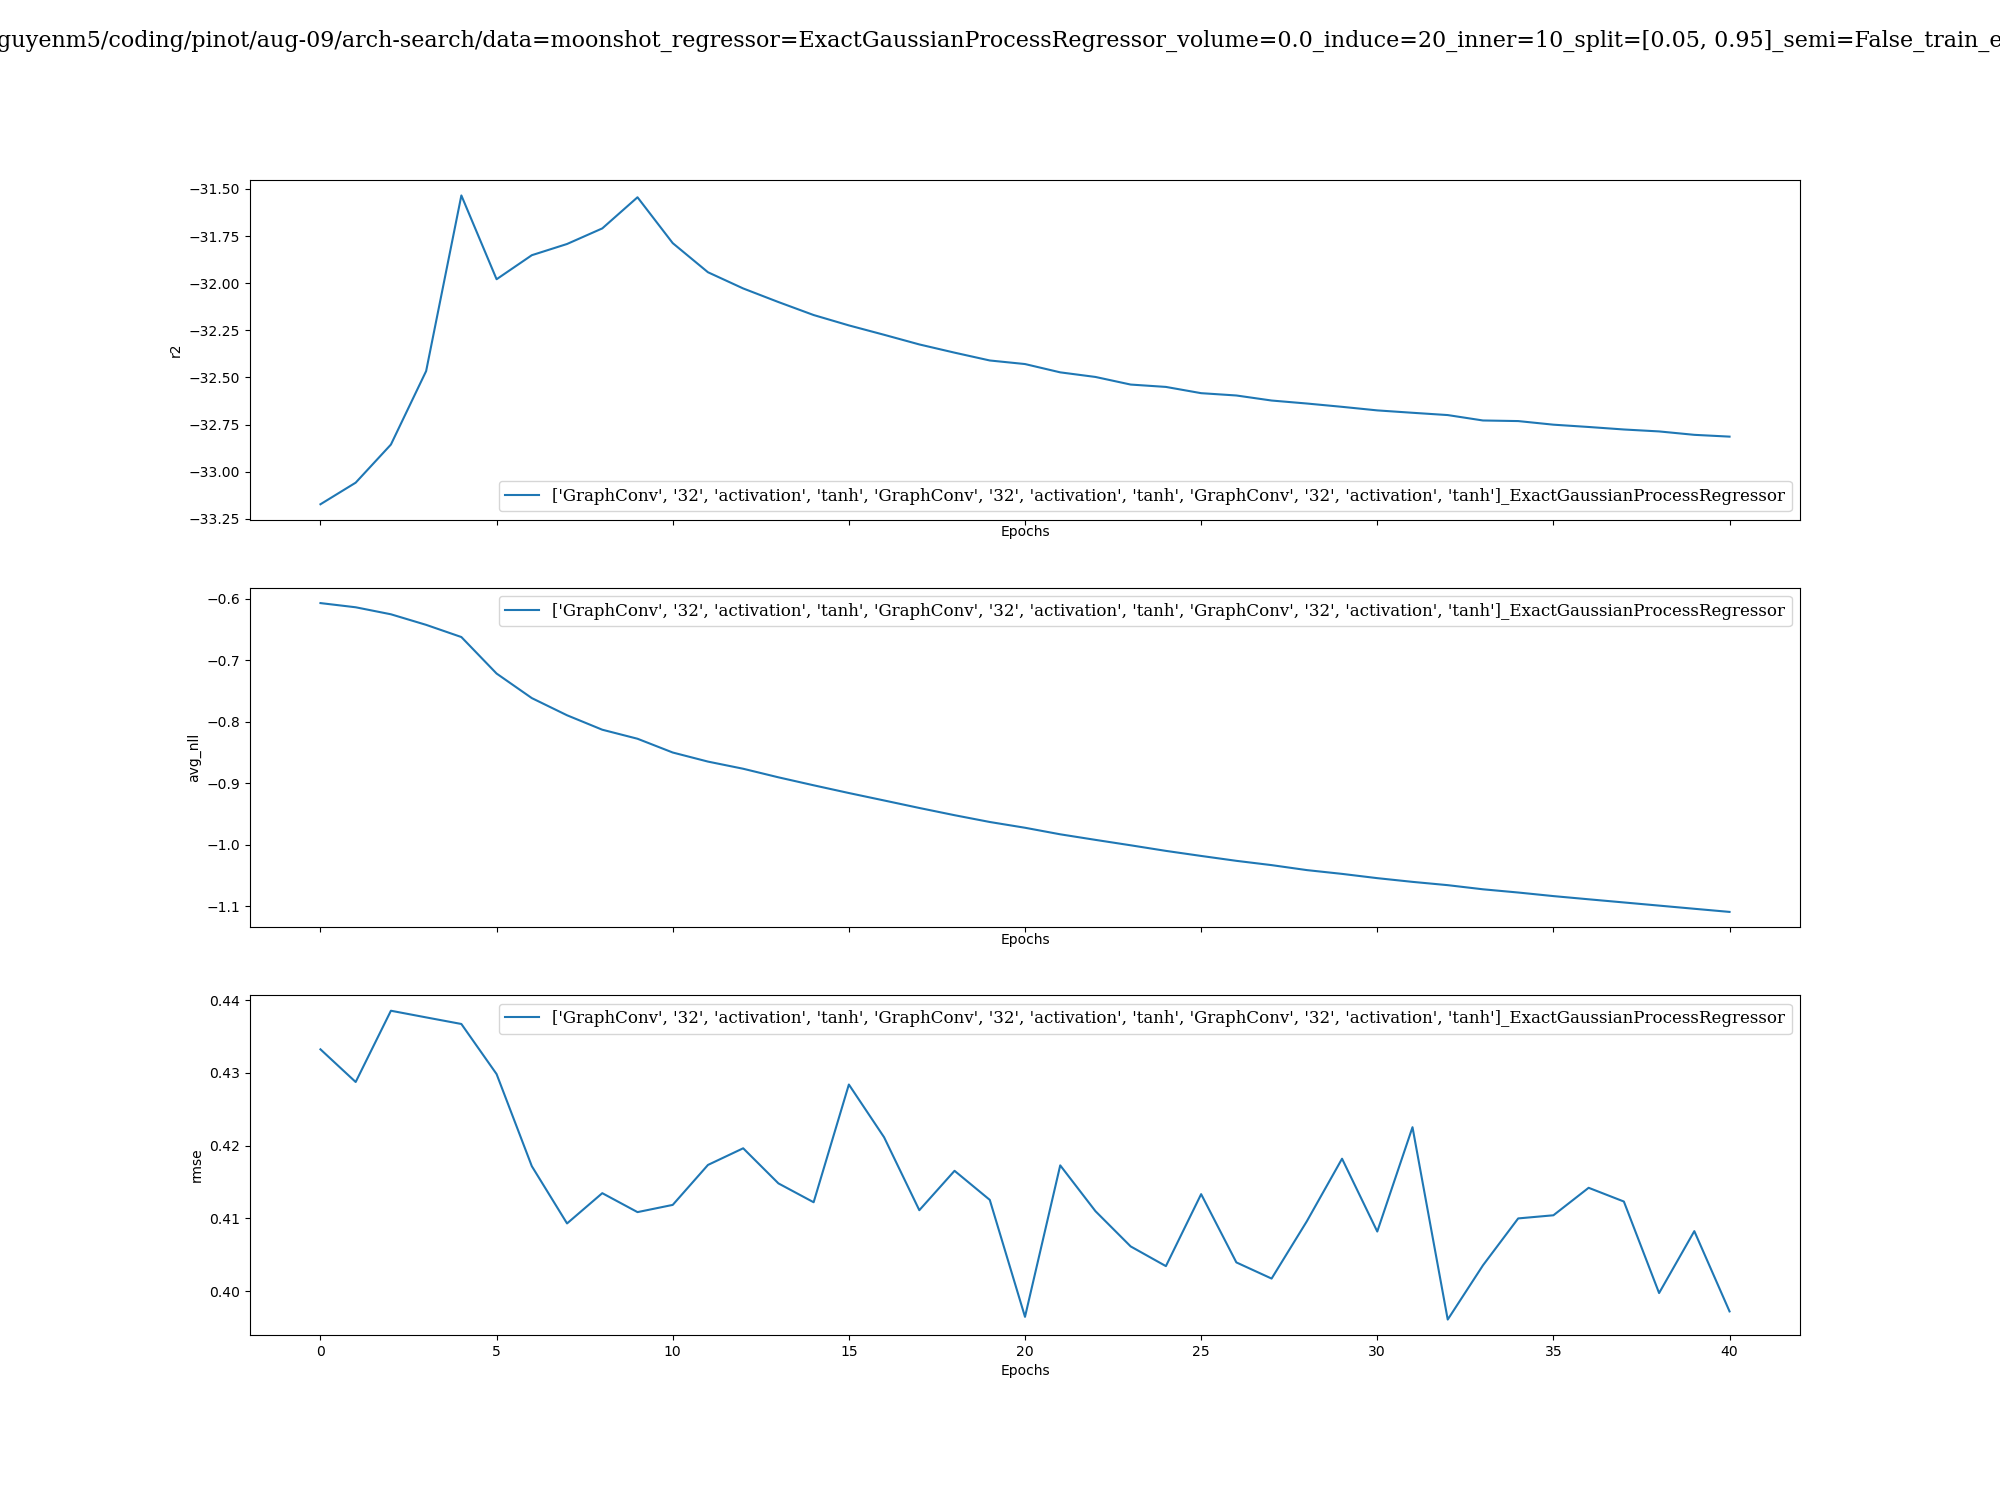 guyenm5/coding/pinot/aug-09/arch-search/data=moonshot_regressor=ExactGaussianProcessRegressor_volume=0.0_induce=20_inner=10_split=[0.05, 0.95]_semi=False_train_e
−31.50
−31.75
−32.00
−32.25
−32.50
−32.75
−33.00
−33.25
r2
['GraphConv', '32', 'activation', 'tanh', 'GraphConv', '32', 'activation', 'tanh', 'GraphConv', '32', 'activation', 'tanh']_ExactGaussianProcessRegressor
Epochs
−0.6
−0.7
−0.8
−0.9
−1.0
−1.1
avg_nll
['GraphConv', '32', 'activation', 'tanh', 'GraphConv', '32', 'activation', 'tanh', 'GraphConv', '32', 'activation', 'tanh']_ExactGaussianProcessRegressor
Epochs
0.44
0.43
0.42
0.41
0.40
rmse
['GraphConv', '32', 'activation', 'tanh', 'GraphConv', '32', 'activation', 'tanh', 'GraphConv', '32', 'activation', 'tanh']_ExactGaussianProcessRegressor
0 5 10 15 20 25 30 35 40
Epochs